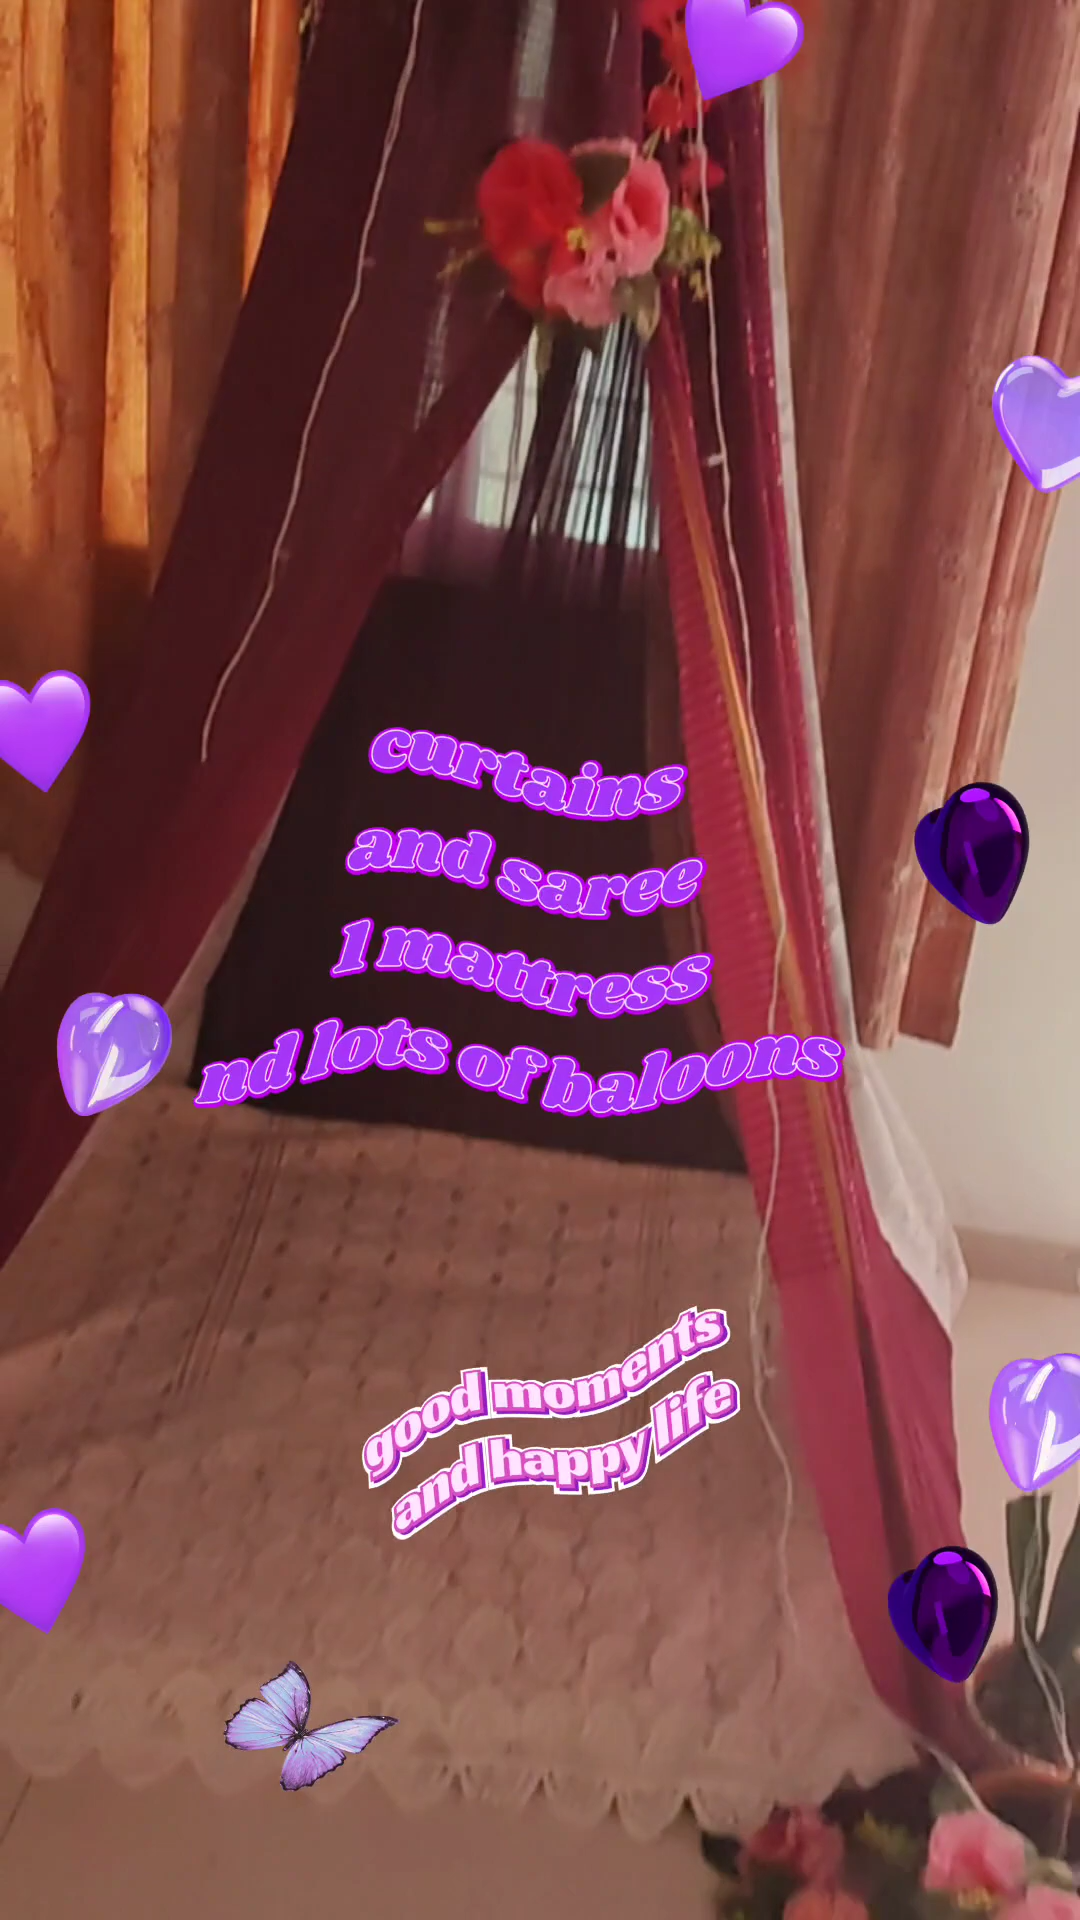 curtains
and saree
1 mattress
nd lots of baloons
good moments
and happy life